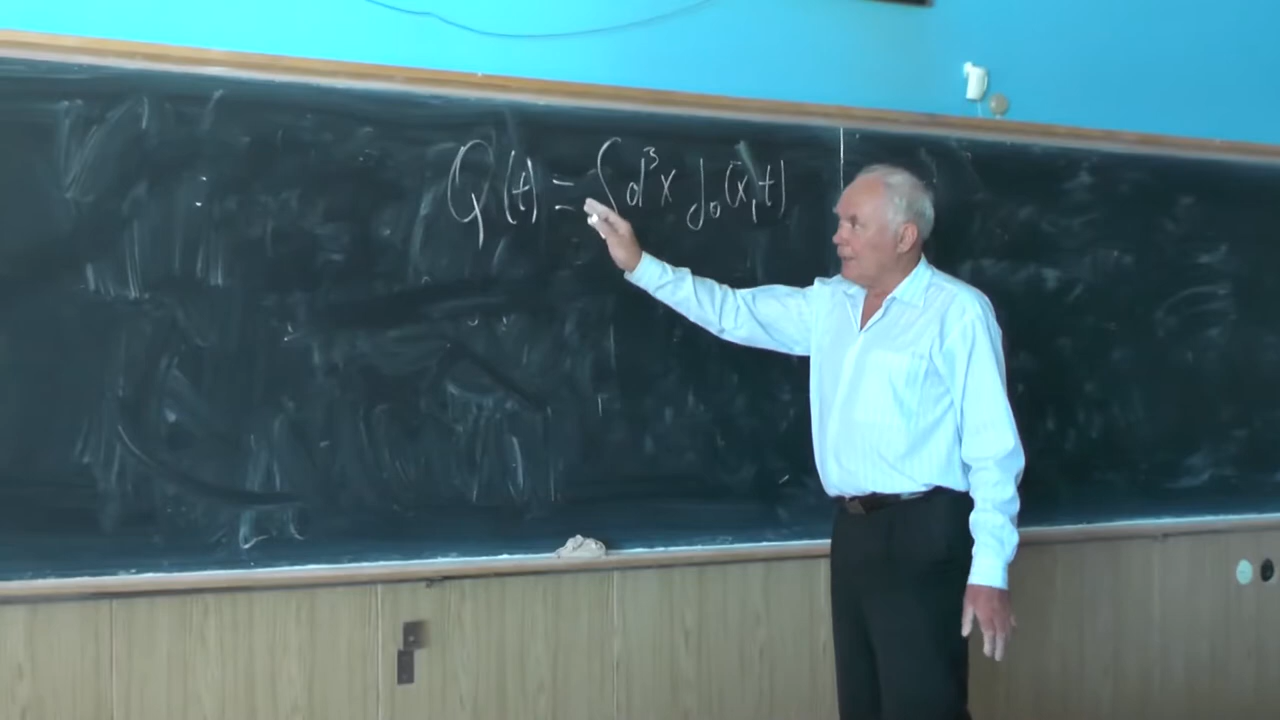 Q(t) = ∫d³x j₀(x̄,t)